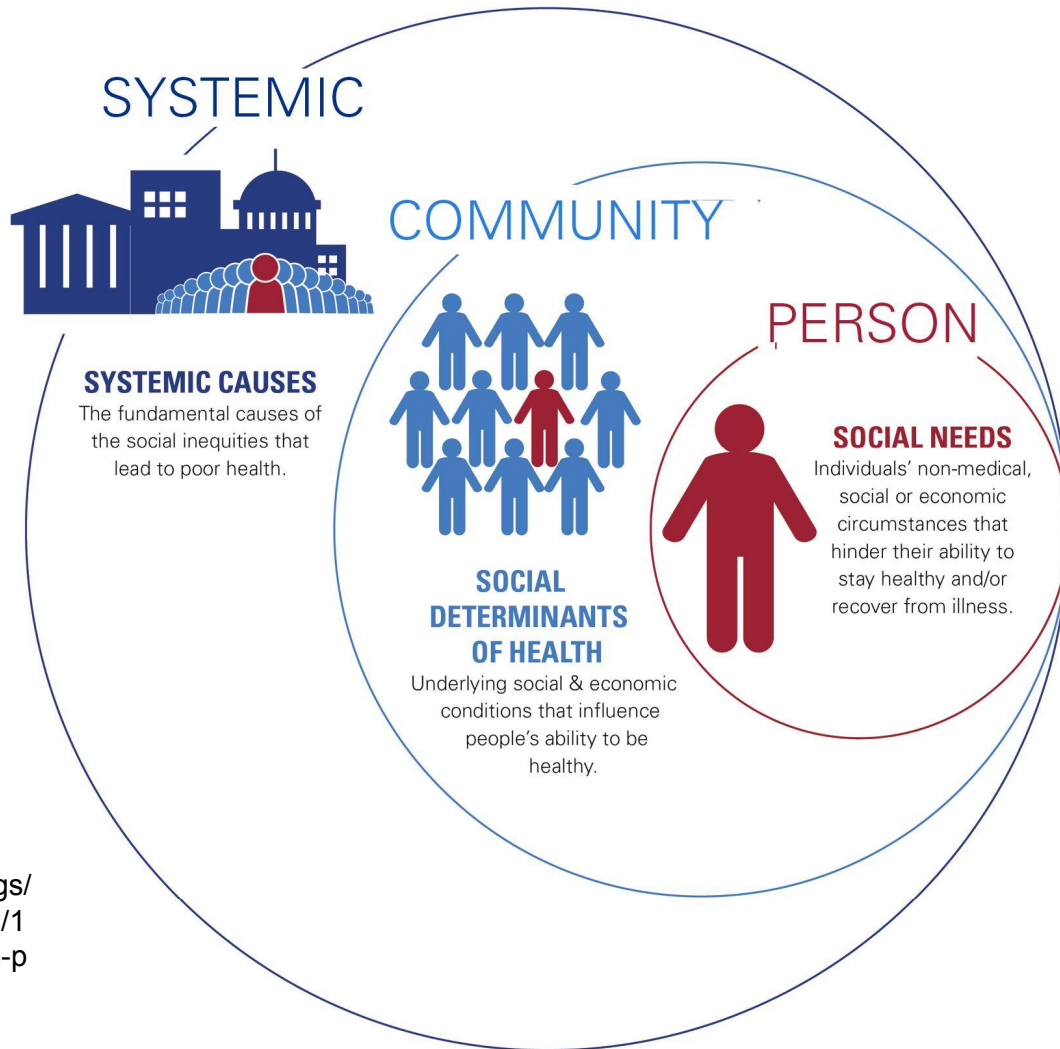 SYSTEMIC
SYSTEMIC CAUSES
The fundamental causes of
the social inequities that
lead to poor health.
COMMUNITY
SOCIAL
DETERMINANTS
OF HEALTH
Underlying social & economic
conditions that influence
people's ability to be
healthy.
PERSON
SOCIAL NEEDS
Individuals' non-medical,
social or economic
circumstances that
hinder their ability to
stay healthy and/or
recover from illness.
gs/
/1
-p